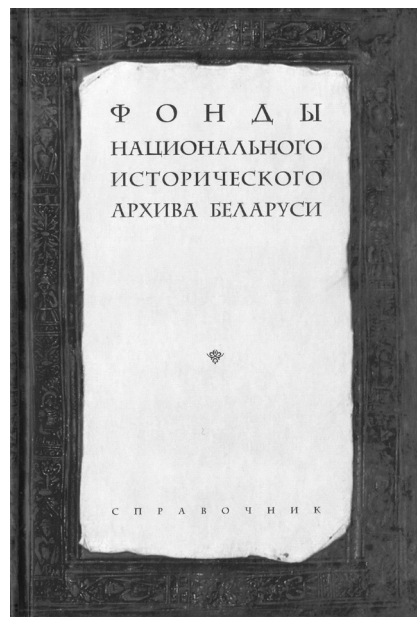 ФОНДЫ
НАЦИОНАЛЬНОГО
ИСТОРИЧЕСКОГО
АРХИВА БЕЛАРУСИ
СПРАВОЧНИК